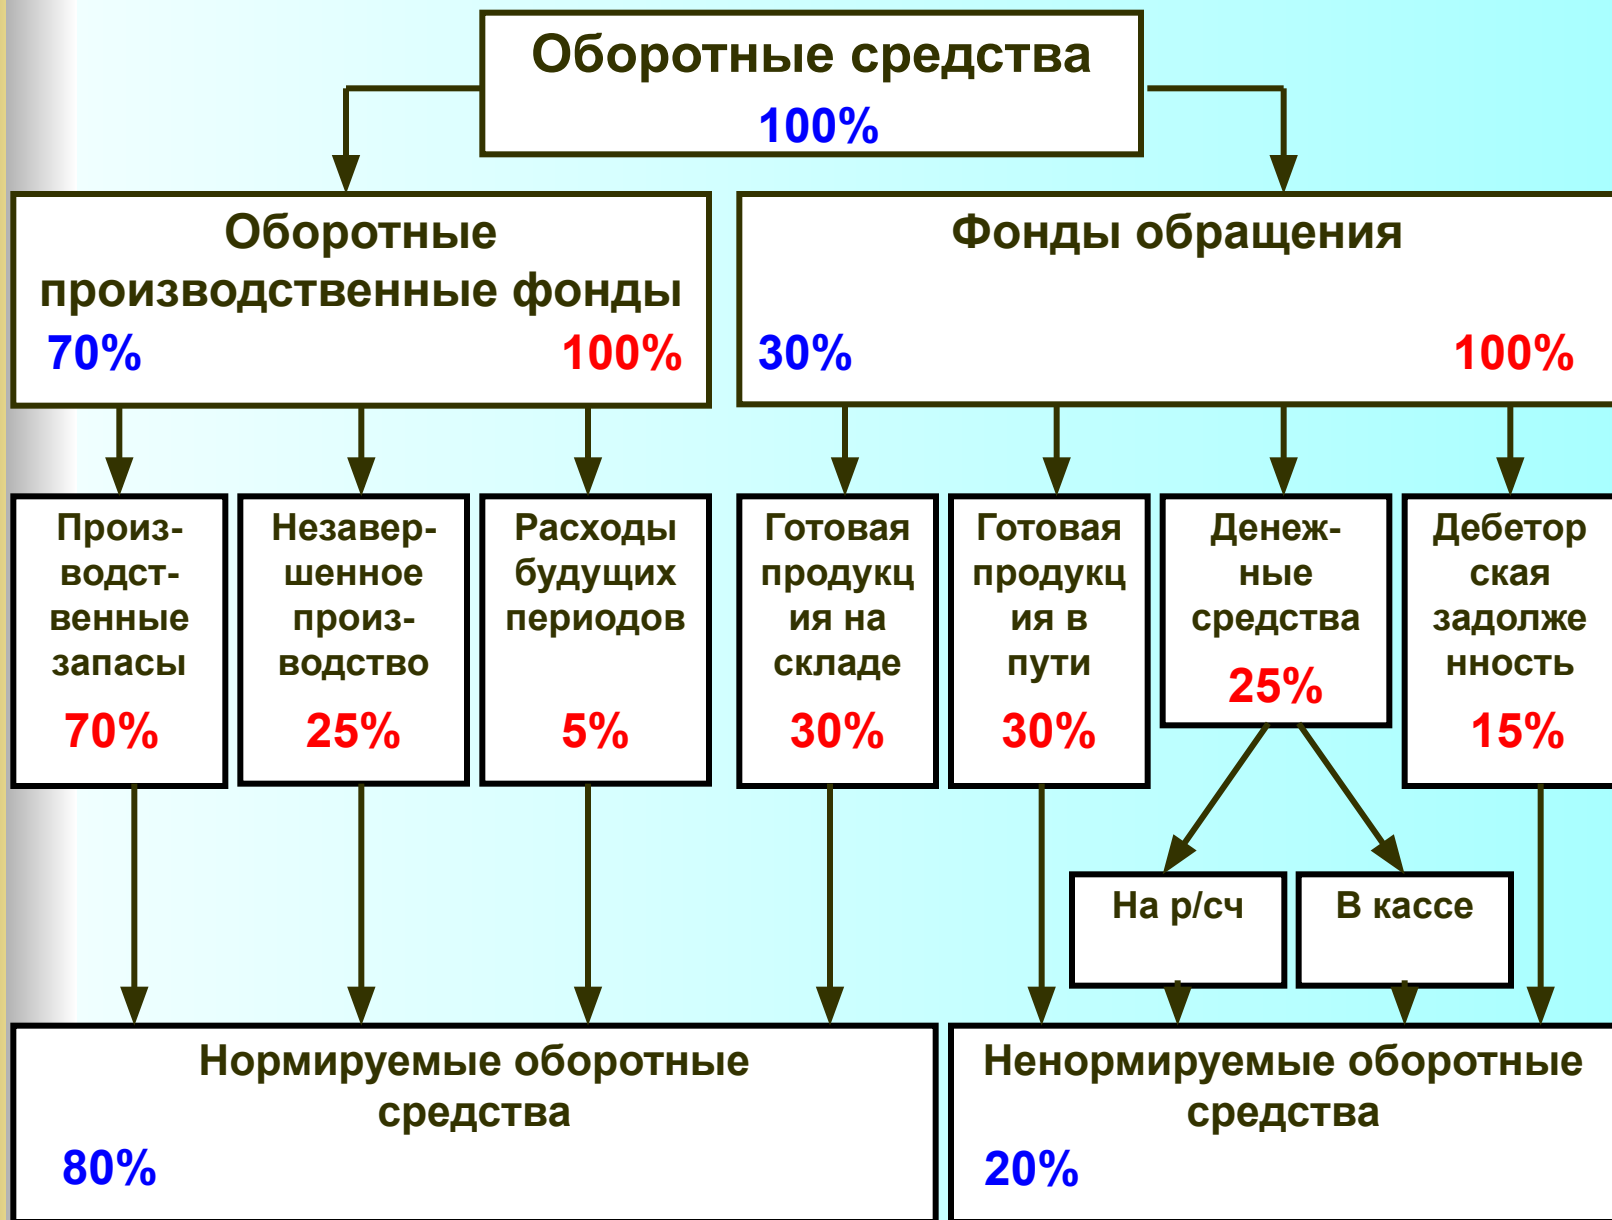 Оборотные средства
100%
Оборотные
производственные фонды
70% 100%
Фонды обращения
30% 100%
Произ-
водст-
венные
запасы
70%
Незавер-
шенное
произ-
водство
25%
Расходы
будущих
периодов
5%
Готовая
продукц
ия на
складе
30%
Готовая
продукц
ия в
пути
30%
Денеж-
ные
средства
25%
Дебетор
ская
задолже
нность
15%
На р/сч
В кассе
Нормируемые оборотные
средства
80%
Ненормируемые оборотные
средства
20%